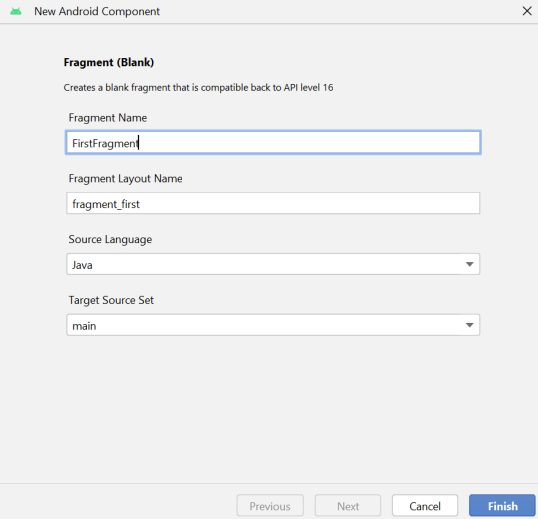 New Android Component
Fragment (Blank)
Creates a blank fragment that is compatible back to API level 16
Fragment Name
FirstFragment
Fragment Layout Name
fragment_first
Source Language
Java
Target Source Set
main
Previous
Next
Cancel
Finish